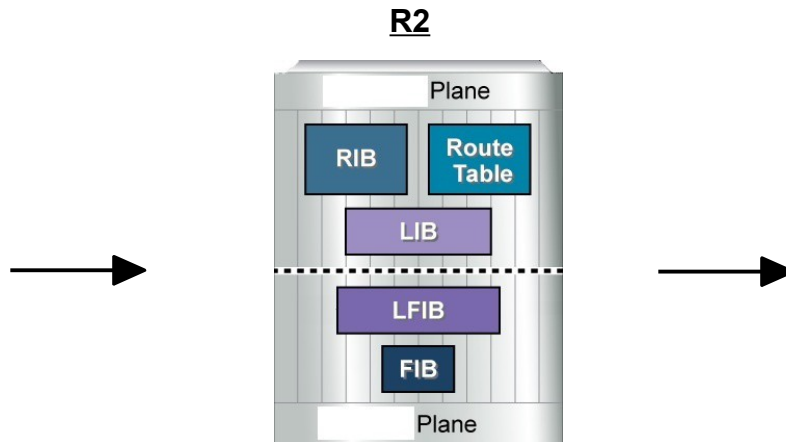 R2
Plane
RIB
Route
Table
LIB
LFIB
FIB
Plane